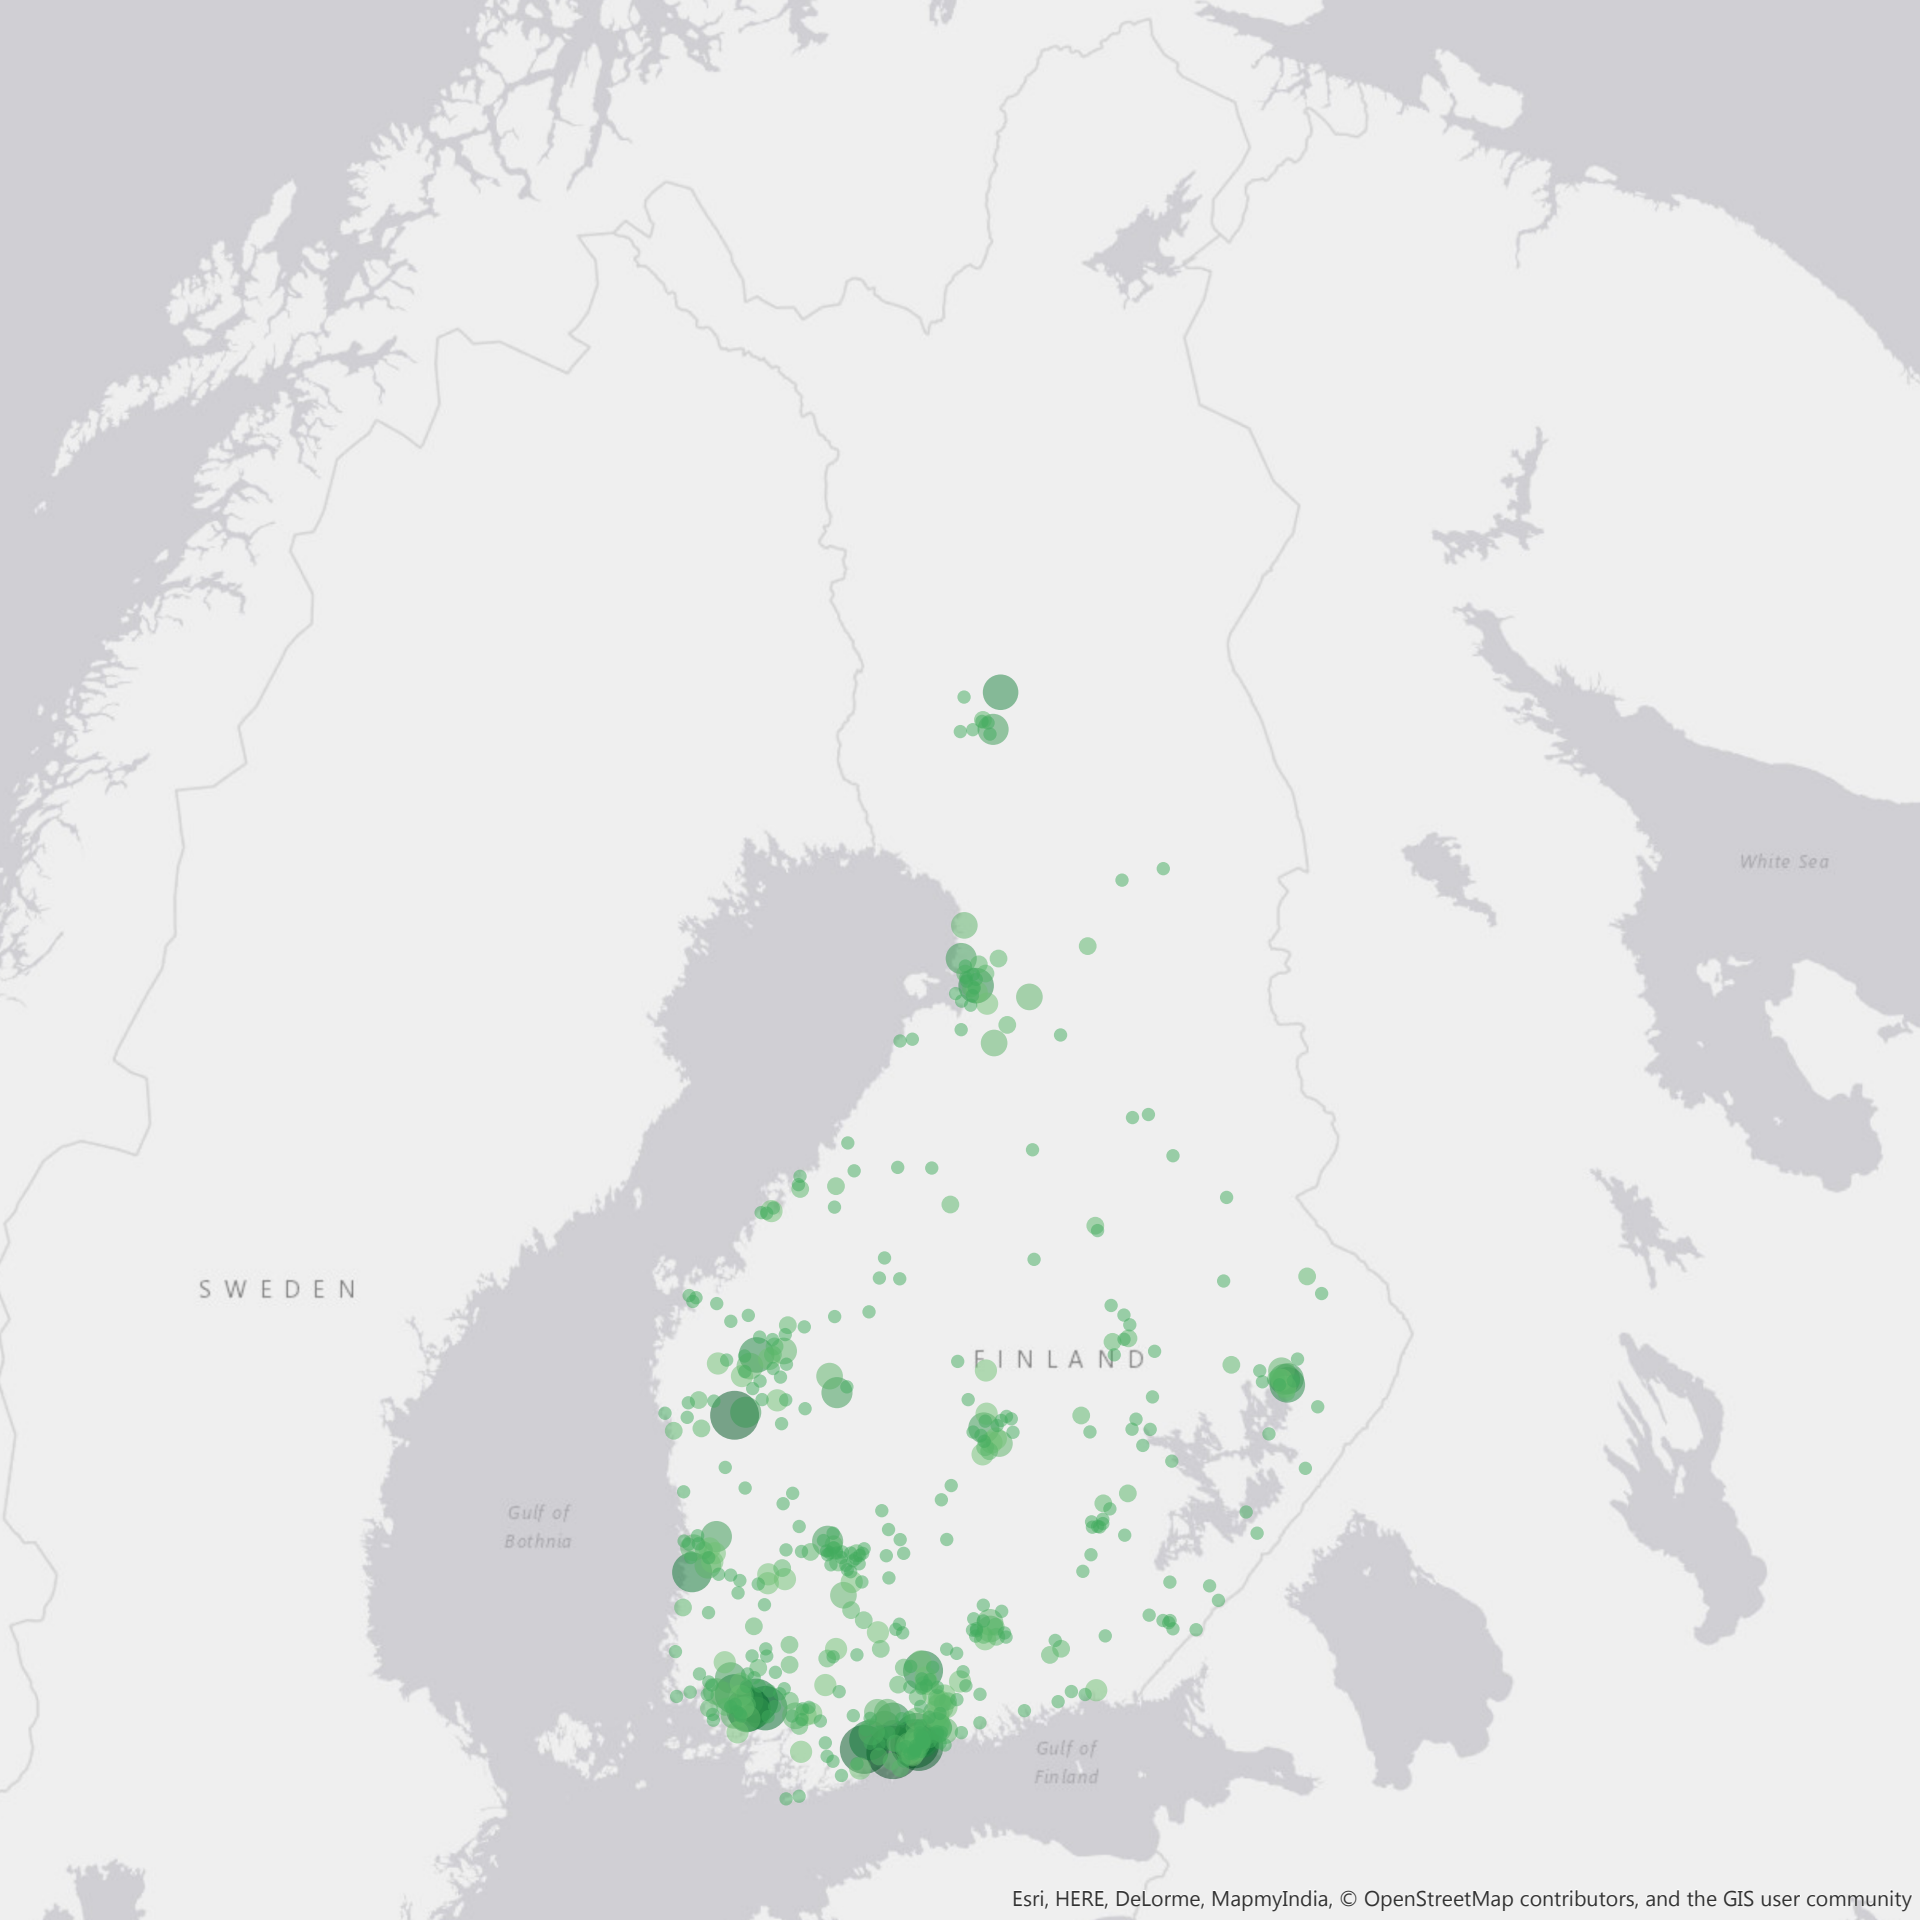 White Sea
SWEDEN
FINLAND
Gulf of
Bothnia
Gulf of
Finland
Esri, HERE, DeLorme, MapmyIndia, © OpenStreetMap contributors, and the GIS user community